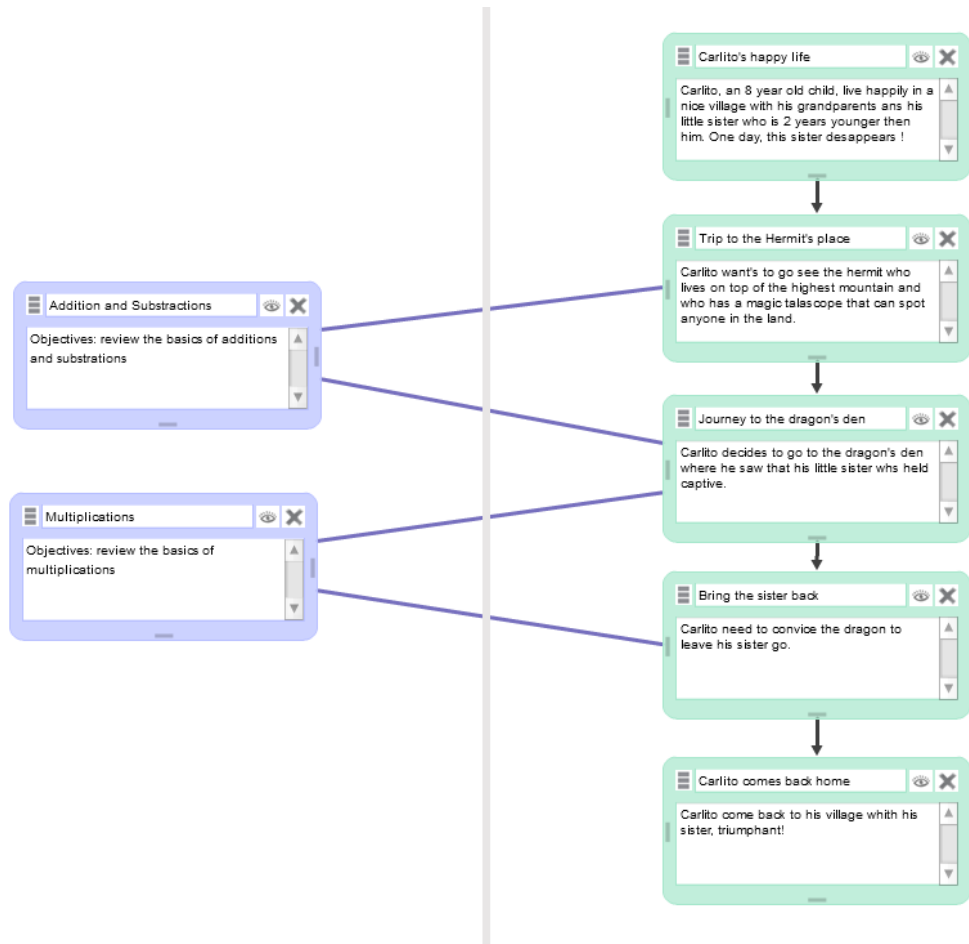 Carlito's happy life
Carlito, an 8 year old child, live happily in a
nice village with his grandparents ans his
little sister who is 2 years younger then
him. One day, this sister desappears !
Trip to the Hermit's place
Carlito want's to go see the hermit who
lives on top of the highest mountain and
who has a magic talascope that can spot
anyone in the land.
Addition and Substractions
Objectives: review the basics of additions
and substrations
Journey to the dragon's den
Carlito decides to go to the dragon's den
where he saw that his little sister whs held
captive.
Multiplications
Objectives: review the basics of
multiplications
Bring the sister back
Carlito need to convice the dragon to
leave his sister go.
Carlito comes back home
Carlito come back to his village whith his
sister, triumphant!